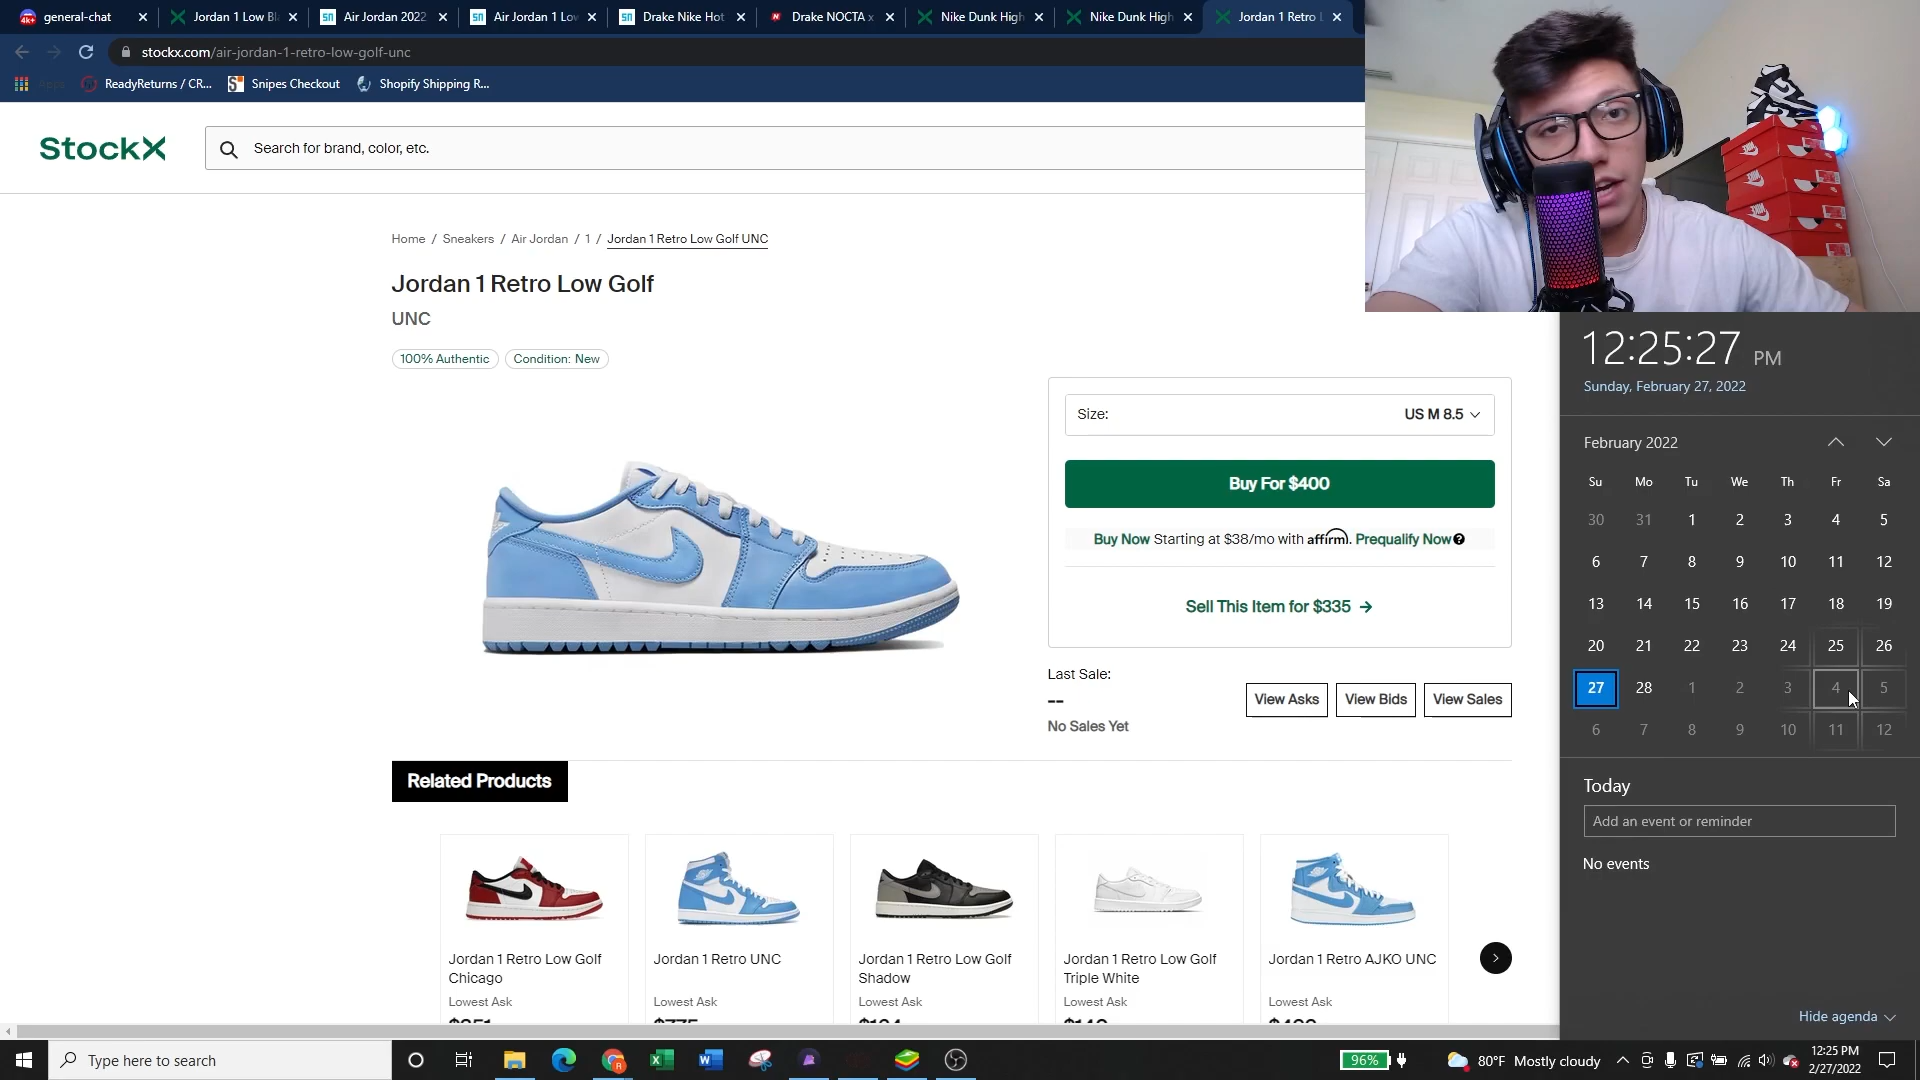 general-chat
Jordan 1 Low Bl
Air Jordan 2022
Air Jordan 1 Lov
Drake Nike Hot
Drake NOCTA x
Nike Dunk High
Nike Dunk High
Jordan 1 Retro L
stockx.com/air-jordan-1-retro-low-golf-unc
Apps
ReadyReturns / CR...
Snipes Checkout
Shopify Shipping R...
StockX
Search for brand, color, etc.
Home / Sneakers / Air Jordan / 1 / Jordan 1 Retro Low Golf UNC
Jordan 1 Retro Low Golf
UNC
100% Authentic
Condition: New
Size:
US M 8.5
Buy For $400
Buy Now Starting at $38/mo with affirm. Prequalify Now
Sell This Item for $335 →
Last Sale:
--
No Sales Yet
View Asks
View Bids
View Sales
Related Products
Jordan 1 Retro Low Golf
Chicago
Lowest Ask
Jordan 1 Retro UNC
Lowest Ask
Jordan 1 Retro Low Golf
Shadow
Lowest Ask
Jordan 1 Retro Low Golf
Triple White
Lowest Ask
Jordan 1 Retro AJKO UNC
Lowest Ask
12:25:27 PM
Sunday, February 27, 2022
February 2022
Su Mo Tu We Th Fr Sa
30 31 1 2 3 4 5
6 7 8 9 10 11 12
13 14 15 16 17 18 19
20 21 22 23 24 25 26
27 28 1 2 3 4 5
6 7 8 9 10 11 12
Today
Add an event or reminder
No events
Hide agenda
Type here to search
96%
80°F Mostly cloudy
12:25 PM
2/27/2022